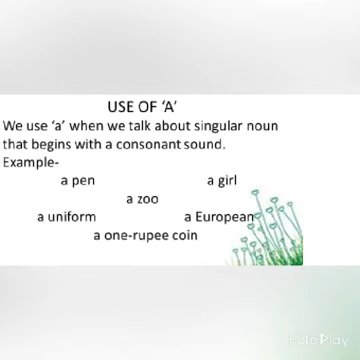 USE OF ‘A’
We use ‘a’ when we talk about singular noun
that begins with a consonant sound.
Example-
a pen a girl
a zoo
a uniform a European
a one-rupee coin
FotoPlay